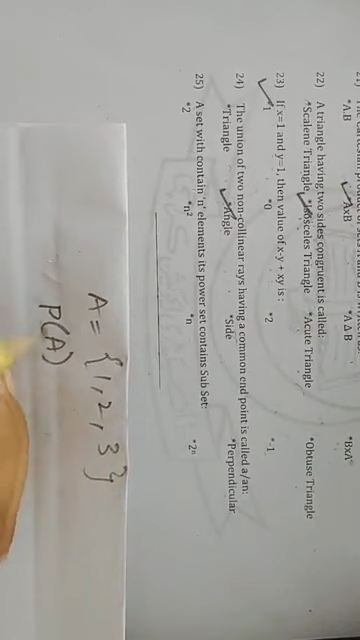 *A.B *AxB *A Δ B *BxA"
22) A triangle having two sides congruent is called:
*Scalene Triangle *Isosceles Triangle *Acute Triangle *Obtuse Triangle
23) If x=1 and y=1, then value of x-y + xy is :
*1 *0 *2 *-1
24) The union of two non-collinear rays having a common end point is called a/an:
*Triangle *Angle *Side *Perpendicular
25) A set with contain 'n' elements its power set contains Sub Set:
*2 *n² *n *2ⁿ
A = {1, 2, 3}
P(A)